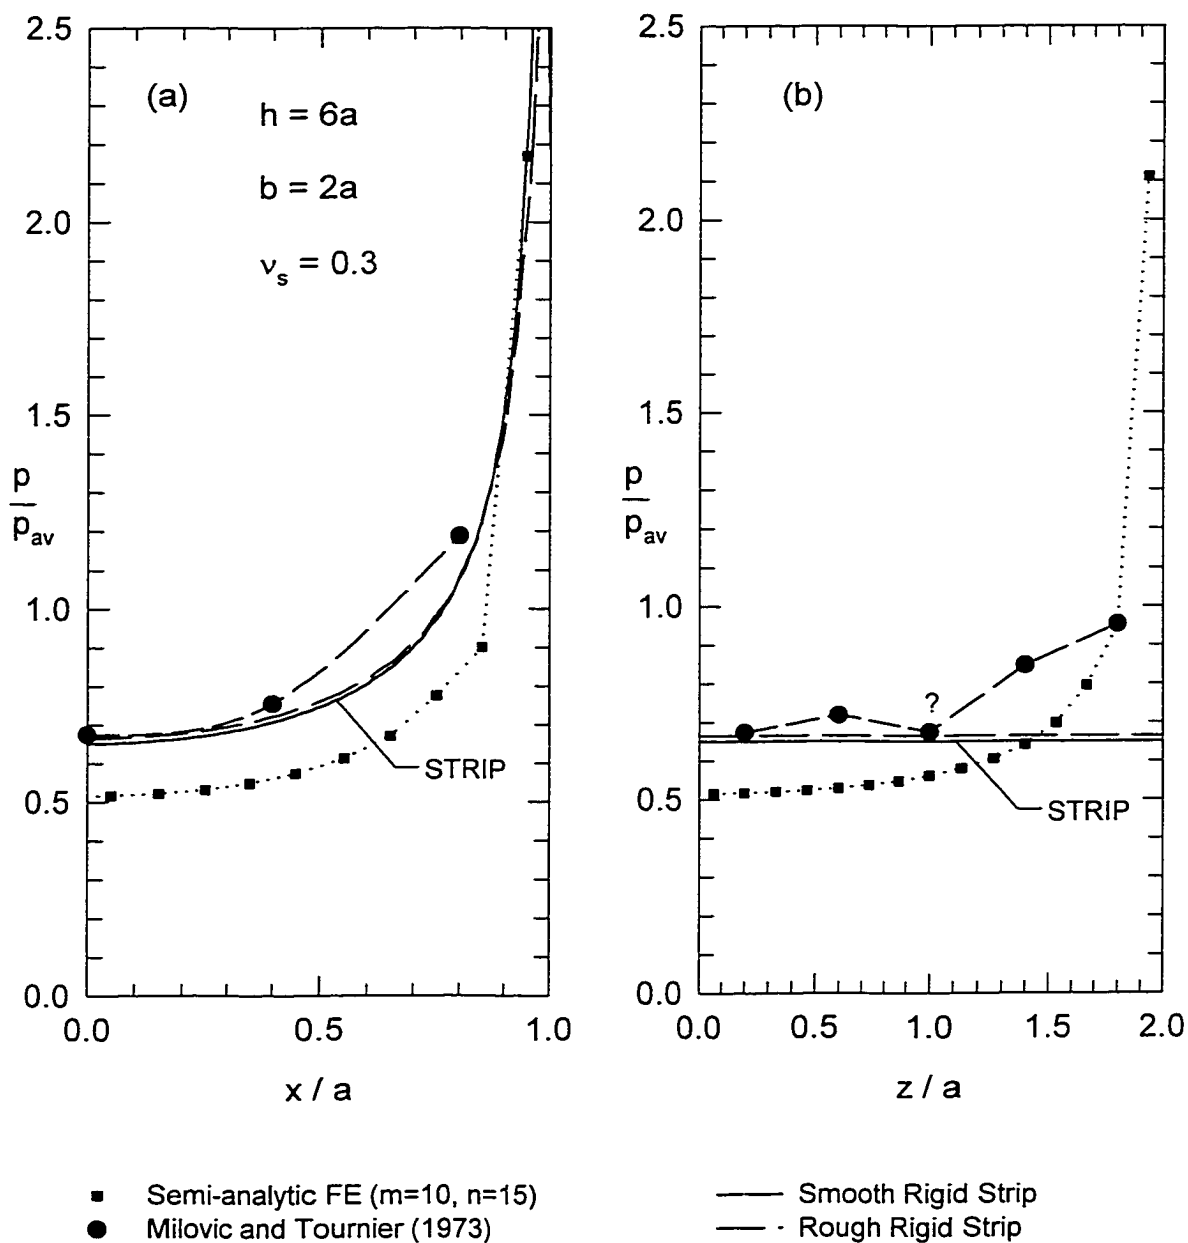 2.5
2.0
1.5
1.0
0.5
0.0
p
p_av
(a)
h = 6a
b = 2a
ν_s = 0.3
STRIP
0.0 0.5 1.0
x / a
2.5
2.0
1.5
1.0
0.5
0.0
p
p_av
(b)
?
STRIP
0.0 0.5 1.0 1.5 2.0
z / a
Semi-analytic FE (m=10, n=15)
Milovic and Tournier (1973)
Smooth Rigid Strip
Rough Rigid Strip